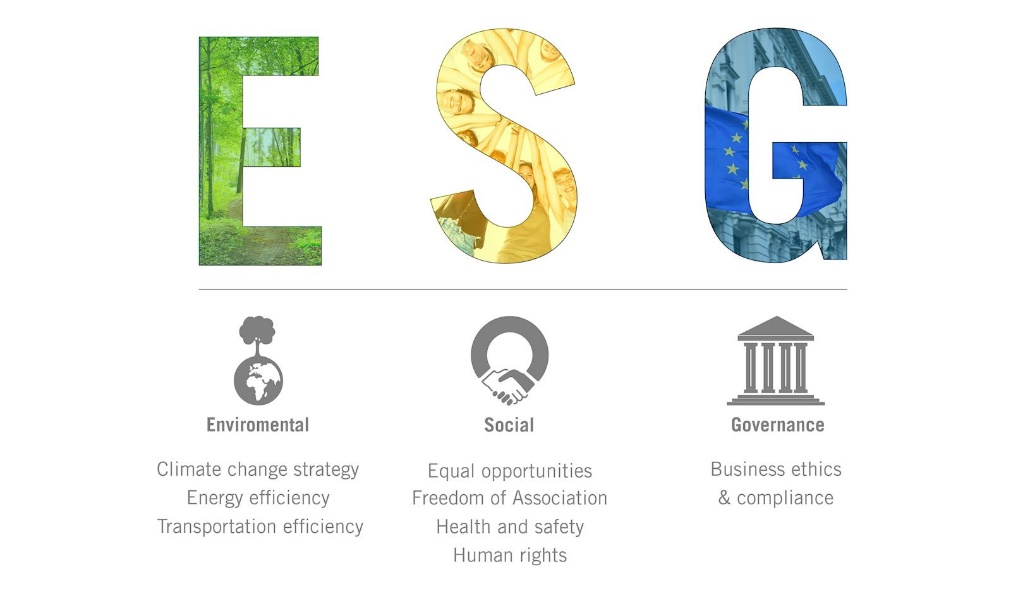 E S G
Enviromental
Social
Governance
Climate change strategy
Energy efficiency
Transportation efficiency
Equal opportunities
Freedom of Association
Health and safety
Human rights
Business ethics
& compliance